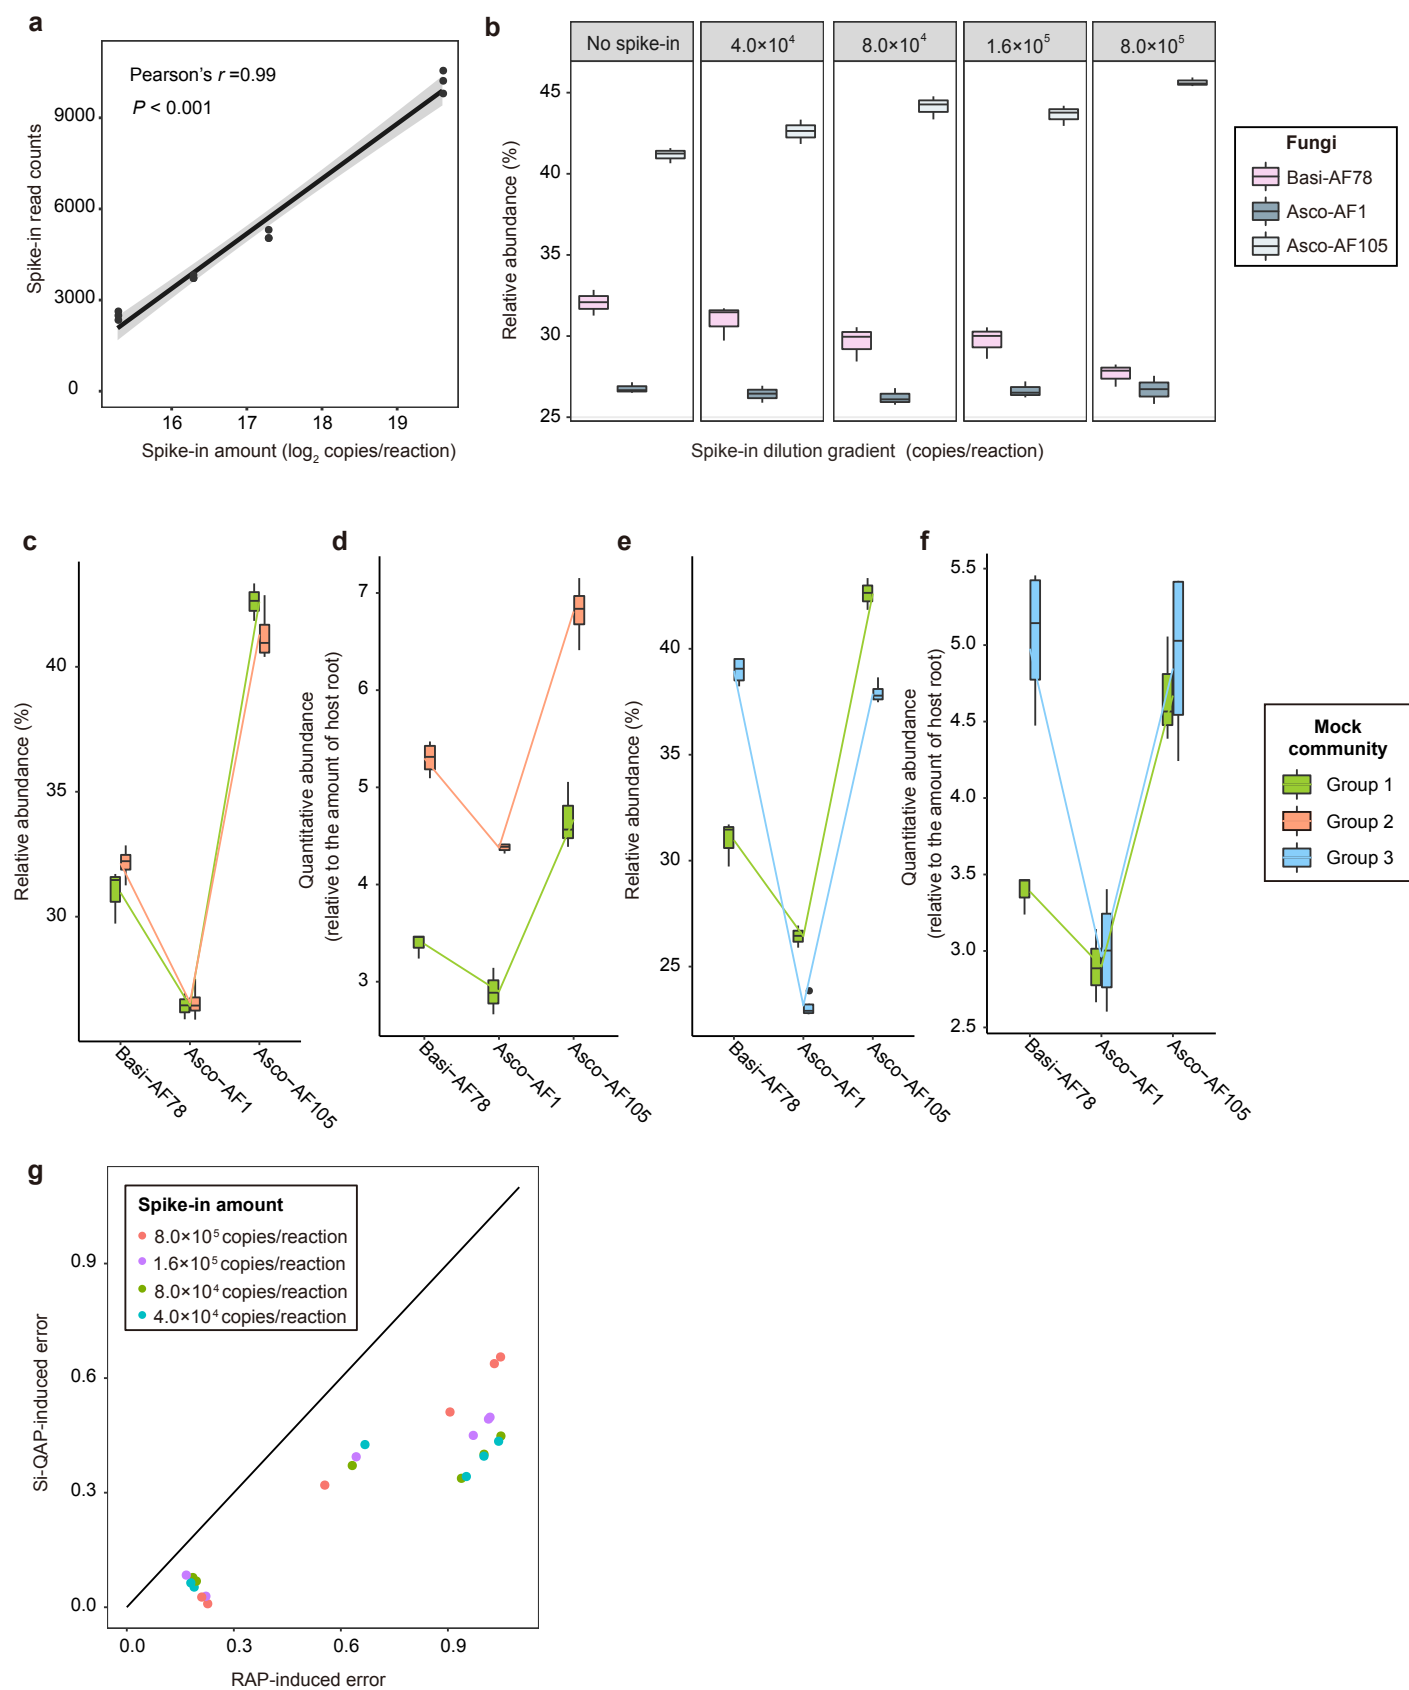 a
Pearson's r =0.99
P < 0.001
Spike-in read counts
9000
6000
3000
0
16 17 18 19
Spike-in amount (log2 copies/reaction)
b
No spike-in 4.0×10⁴ 8.0×10⁴ 1.6×10⁵ 8.0×10⁵
Relative abundance (%)
45
40
35
30
25
Spike-in dilution gradient (copies/reaction)
Fungi
Basi-AF78
Asco-AF1
Asco-AF105
c
Relative abundance (%)
40
35
30
Basi−AF78
Asco−AF1
Asco−AF105
d
Quantitative abundance
(relative to the amount of host root)
7
6
5
4
3
Basi−AF78
Asco−AF1
Asco−AF105
e
Relative abundance (%)
40
35
30
25
Basi−AF78
Asco−AF1
Asco−AF105
f
Quantitative abundance
(relative to the amount of host root)
5.5
5.0
4.5
4.0
3.5
3.0
2.5
Basi−AF78
Asco−AF1
Asco−AF105
Mock
community
Group 1
Group 2
Group 3
g
Spike-in amount
8.0×10⁵ copies/reaction
1.6×10⁵ copies/reaction
8.0×10⁴ copies/reaction
4.0×10⁴ copies/reaction
Si-QAP-induced error
0.9
0.6
0.3
0.0
0.0 0.3 0.6 0.9
RAP-induced error